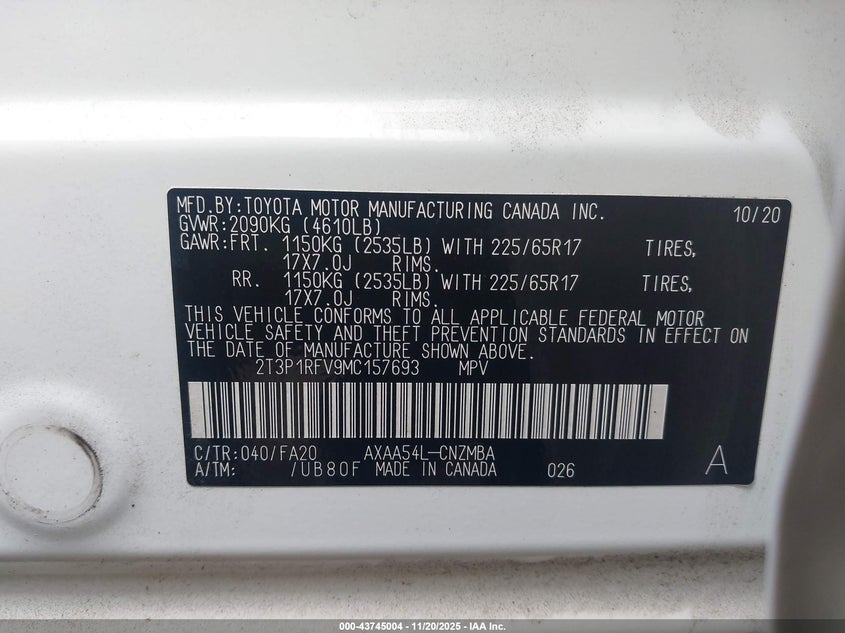 MFD.BY:TOYOTA MOTOR MANUFACTURING CANADA INC. 10/20
GVWR:2090KG (4610LB)
GAWR:FRT. 1150KG (2535LB) WITH 225/65R17 TIRES,
17X7.0J RIMS.
RR. 1150KG (2535LB) WITH 225/65R17 TIRES,
17X7.0J RIMS.
THIS VEHICLE CONFORMS TO ALL APPLICABLE FEDERAL MOTOR
VEHICLE SAFETY AND THEFT PREVENTION STANDARDS IN EFFECT ON
THE DATE OF MANUFACTURE SHOWN ABOVE.
2T3P1RFV9MC157693 MPV
C/TR:040/FA20 AXAA54L-CNZMBA
A/TM: /UB80F MADE IN CANADA 026 A
000-43745004 - 11/20/2025 - IAA Inc.